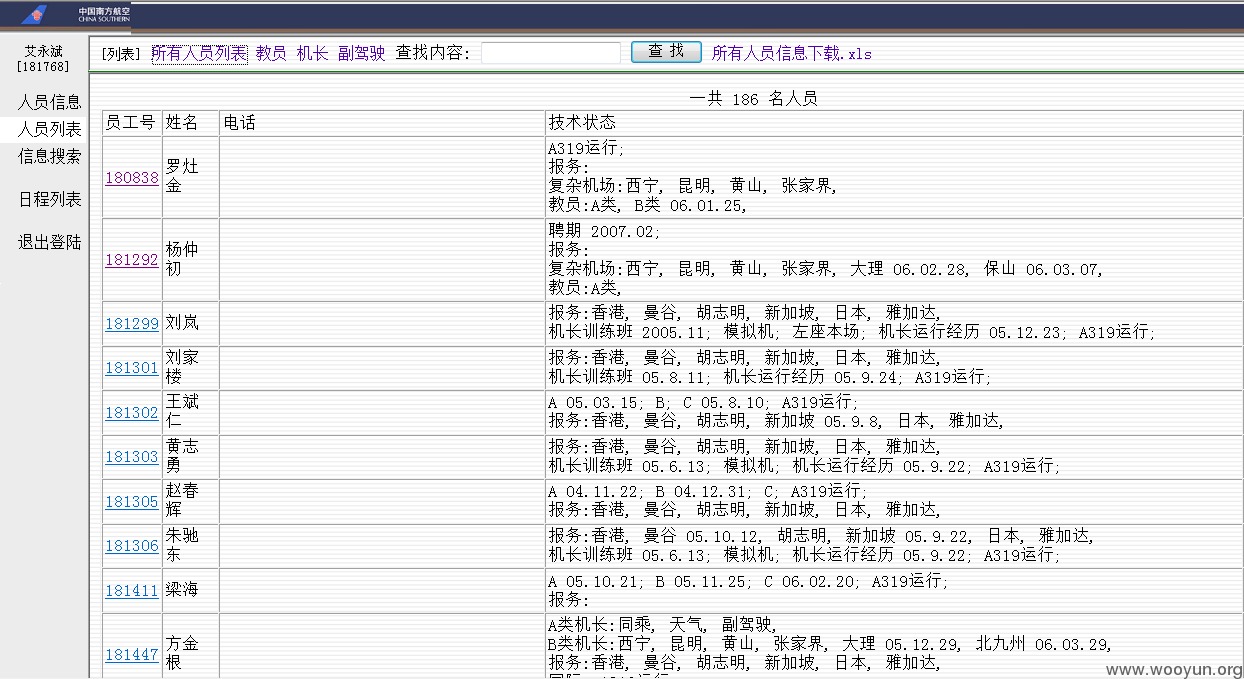 中国南方航空
CHINA SOUTHERN
艾永斌
[181768]
人员信息
人员列表
信息搜索
日程列表
退出登陆
[列表] 所有人员列表 教员 机长 副驾驶 查找内容: 查 找 所有人员信息下载.xls
一共 186 名人员
员工号 姓名 电话 技术状态
180838
罗灶
金
A319运行;
报务:
复杂机场:西宁, 昆明, 黄山, 张家界,
教员:A类, B类 06.01.25,
181292
杨仲
初
聘期 2007.02;
报务:
复杂机场:西宁, 昆明, 黄山, 张家界, 大理 06.02.28, 保山 06.03.07,
教员:A类,
181299
刘岚
报务:香港, 曼谷, 胡志明, 新加坡, 日本, 雅加达,
机长训练班 2005.11; 模拟机; 左座本场; 机长运行经历 05.12.23; A319运行;
181301
刘家
楼
报务:香港, 曼谷, 胡志明, 新加坡, 日本, 雅加达,
机长训练班 05.8.11; 机长运行经历 05.9.24; A319运行;
181302
王斌
仁
A 05.03.15; B; C 05.8.10; A319运行;
报务:香港, 曼谷, 胡志明, 新加坡 05.9.8, 日本, 雅加达,
181303
黄志
勇
报务:香港, 曼谷, 胡志明, 新加坡, 日本, 雅加达,
机长训练班 05.6.13; 模拟机; 机长运行经历 05.9.22; A319运行;
181305
赵春
辉
A 04.11.22; B 04.12.31; C; A319运行;
报务:香港, 曼谷, 胡志明, 新加坡, 日本, 雅加达,
181306
朱驰
东
报务:香港, 曼谷 05.10.12, 胡志明, 新加坡 05.9.22, 日本, 雅加达,
机长训练班 05.6.13; 模拟机; 机长运行经历 05.9.22; A319运行;
181411
梁海
A 05.10.21; B 05.11.25; C 06.02.20; A319运行;
报务:
181447
方金
根
A类机长:同乘, 天气, 副驾驶,
B类机长:西宁, 昆明, 黄山, 张家界, 大理 05.12.29, 北九州 06.03.29,
报务:香港, 曼谷, 胡志明, 新加坡, 日本, 雅加达,
www.wooyun.org